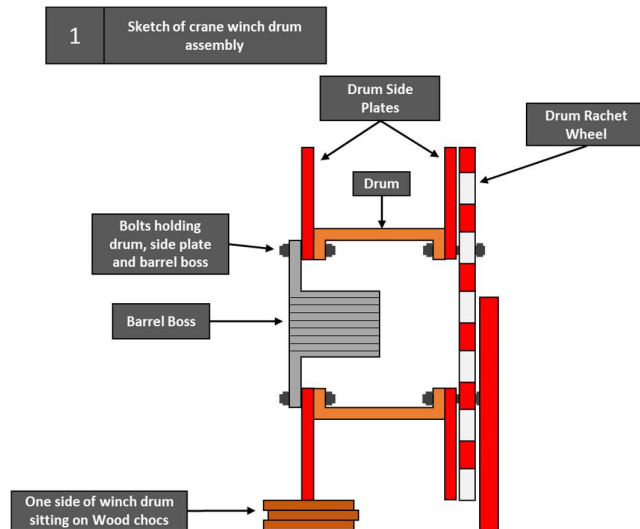 1
Sketch of crane winch drum
assembly
Drum Side
Plates
Drum Rachet
Wheel
Drum
Bolts holding
drum, side plate
and barrel boss
Barrel Boss
One side of winch drum
sitting on Wood chocs